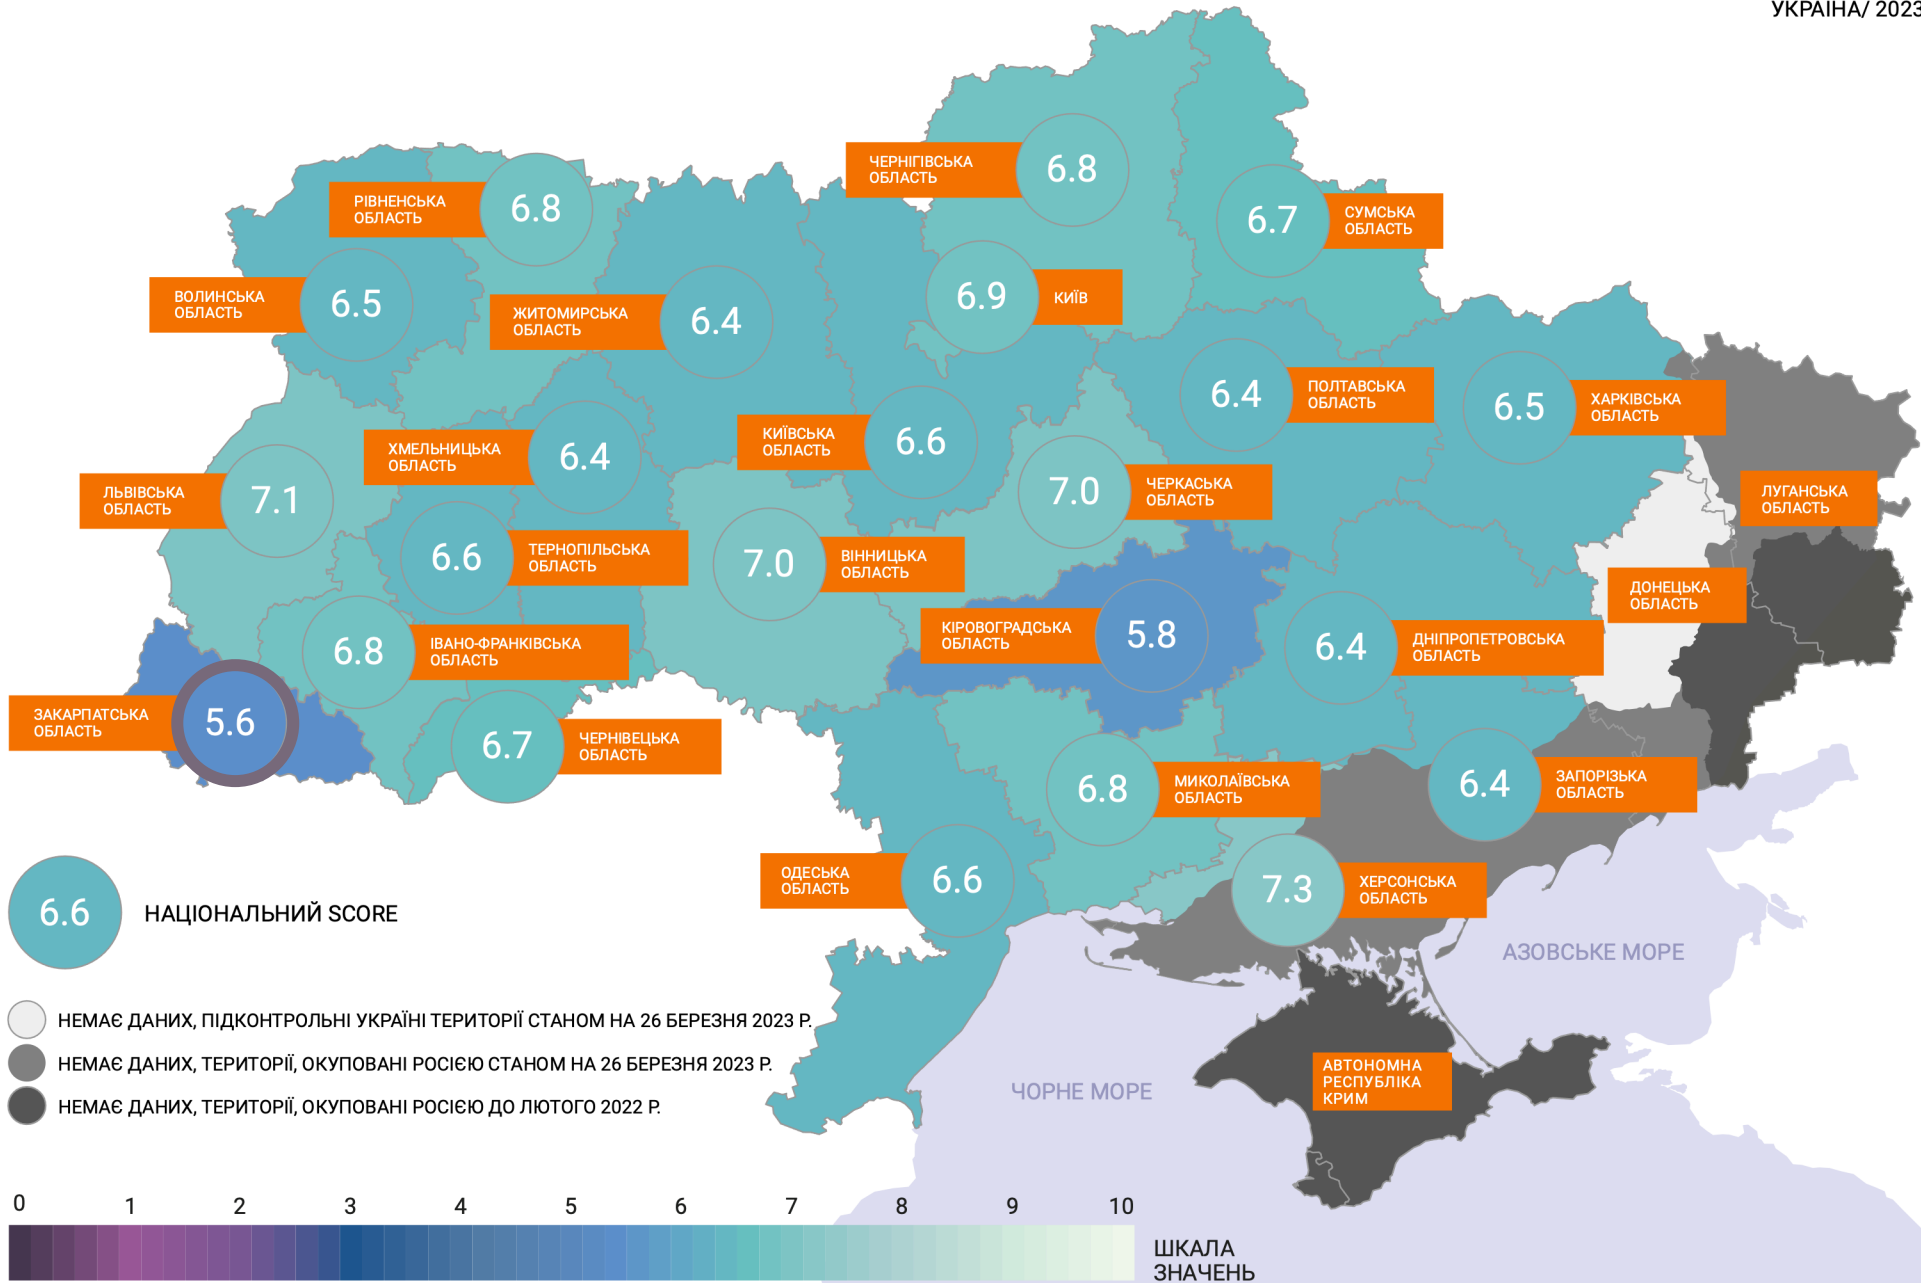 УКРАЇНА/ 2023
ЧЕРНІГІВСЬКА
ОБЛАСТЬ
6.8
РІВНЕНСЬКА
ОБЛАСТЬ
6.8
6.7
СУМСЬКА
ОБЛАСТЬ
ВОЛИНСЬКА
ОБЛАСТЬ
6.5
ЖИТОМИРСЬКА
ОБЛАСТЬ
6.4
6.9
КИЇВ
6.4
ПОЛТАВСЬКА
ОБЛАСТЬ
6.5
ХАРКІВСЬКА
ОБЛАСТЬ
ХМЕЛЬНИЦЬКА
ОБЛАСТЬ
6.4
КИЇВСЬКА
ОБЛАСТЬ
6.6
ЛЬВІВСЬКА
ОБЛАСТЬ
7.1
7.0
ЧЕРКАСЬКА
ОБЛАСТЬ
ЛУГАНСЬКА
ОБЛАСТЬ
6.6
ТЕРНОПІЛЬСЬКА
ОБЛАСТЬ
7.0
ВІННИЦЬКА
ОБЛАСТЬ
ДОНЕЦЬКА
ОБЛАСТЬ
6.8
ІВАНО-ФРАНКІВСЬКА
ОБЛАСТЬ
КІРОВОГРАДСЬКА
ОБЛАСТЬ
5.8
6.4
ДНІПРОПЕТРОВСЬКА
ОБЛАСТЬ
ЗАКАРПАТСЬКА
ОБЛАСТЬ
5.6
6.7
ЧЕРНІВЕЦЬКА
ОБЛАСТЬ
6.8
МИКОЛАЇВСЬКА
ОБЛАСТЬ
6.4
ЗАПОРІЗЬКА
ОБЛАСТЬ
ОДЕСЬКА
ОБЛАСТЬ
6.6
7.3
ХЕРСОНСЬКА
ОБЛАСТЬ
6.6
НАЦІОНАЛЬНИЙ SCORE
АЗОВСЬКЕ МОРЕ
НЕМАЄ ДАНИХ, ПІДКОНТРОЛЬНІ УКРАЇНІ ТЕРИТОРІЇ СТАНОМ НА 26 БЕРЕЗНЯ 2023 Р.
НЕМАЄ ДАНИХ, ТЕРИТОРІЇ, ОКУПОВАНІ РОСІЄЮ СТАНОМ НА 26 БЕРЕЗНЯ 2023 Р.
НЕМАЄ ДАНИХ, ТЕРИТОРІЇ, ОКУПОВАНІ РОСІЄЮ ДО ЛЮТОГО 2022 Р.
ЧОРНЕ МОРЕ
АВТОНОМНА
РЕСПУБЛІКА
КРИМ
0 1 2 3 4 5 6 7 8 9 10
ШКАЛА
ЗНАЧЕНЬ